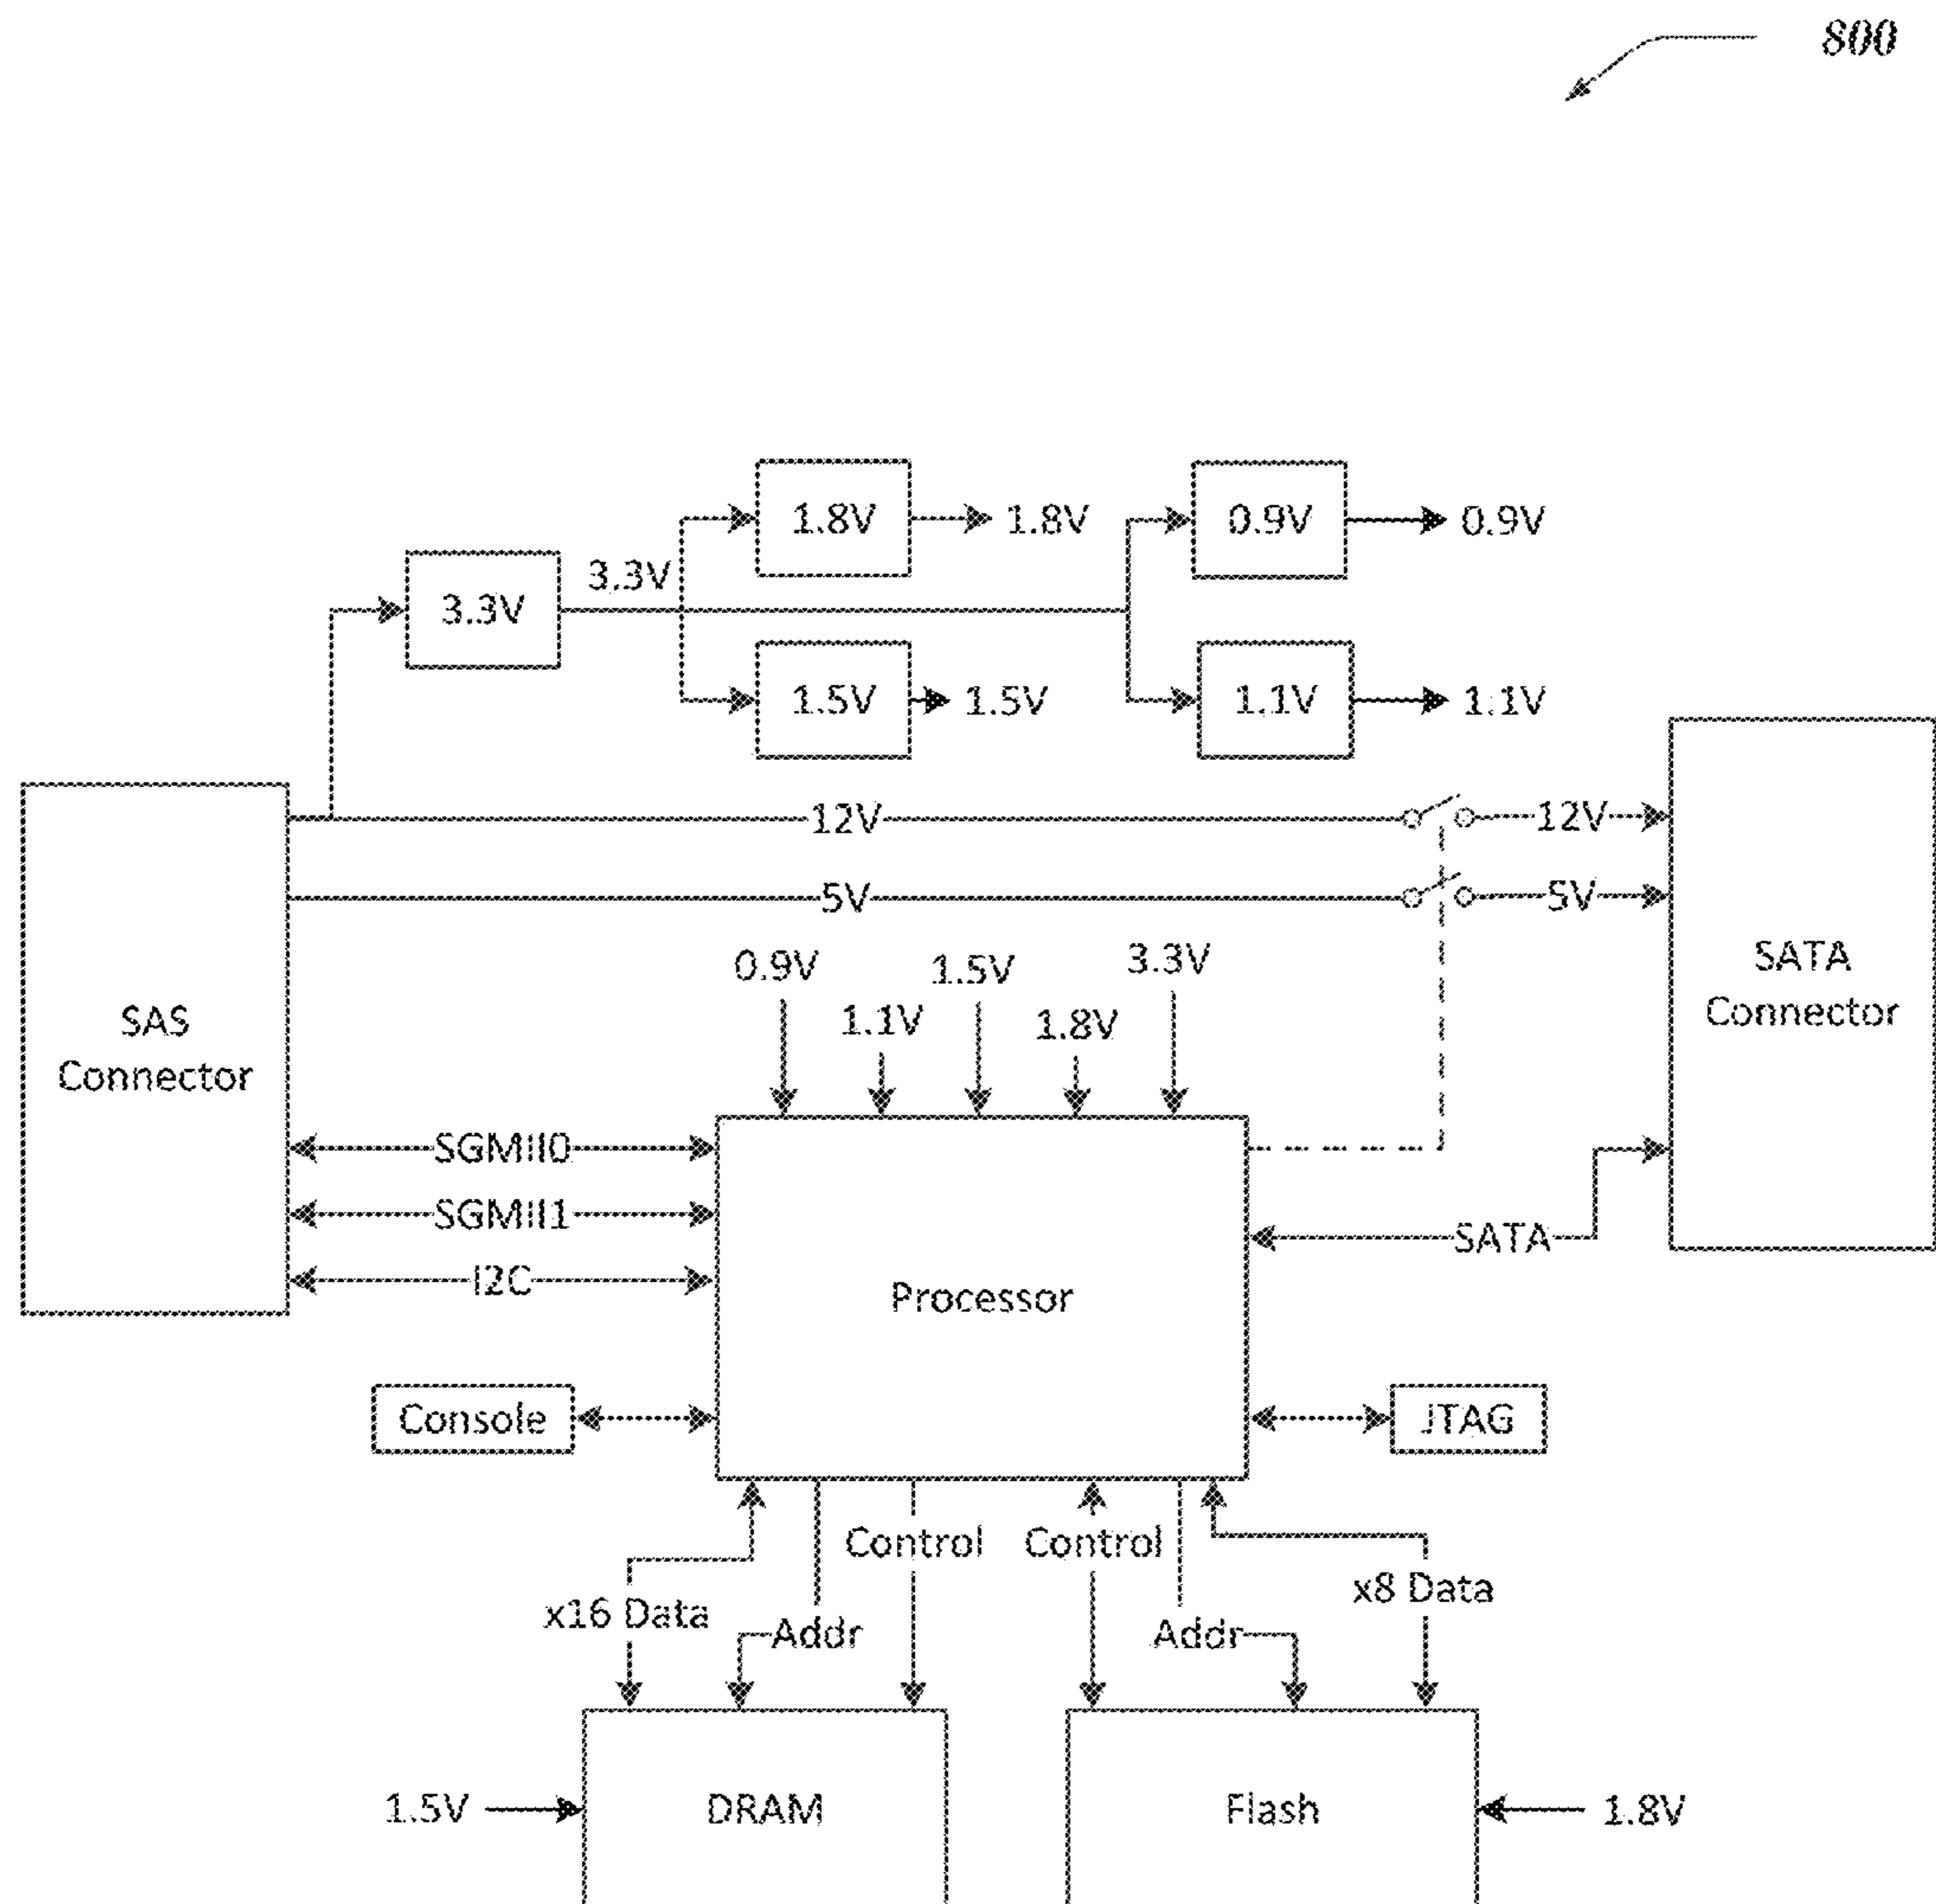 800
1.8V
1.8V
0.9V
0.9V
3.3V
3.3V
1.5V
1.5V
1.1V
1.1V
12V
12V
5V
5V
SAS
Connector
SATA
Connector
0.9V
1.1V
1.5V
1.8V
3.3V
SGMII0
SGMII1
I2C
SATA
Processor
Console
JTAG
x16 Data
Addr
Control
Control
Addr
x8 Data
1.5V
DRAM
Flash
1.8V